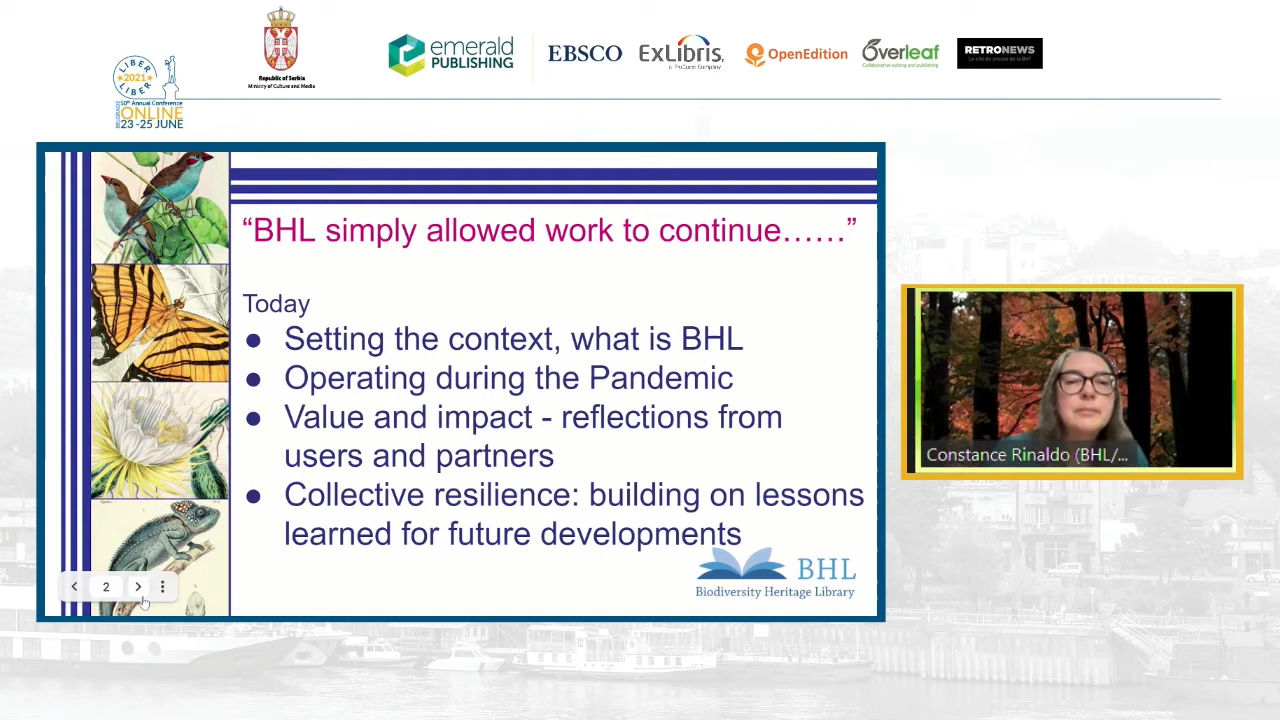 LIBER
2021
LIBER
BELGRADE
50th Annual Conference
ONLINE
23-25 JUNE
Republic of Serbia
Ministry of Culture and Media
emerald
PUBLISHING
EBSCO
ExLibris
a ProQuest Company
OpenEdition
Overleaf
Collaborative writing and publishing
RETRONEWS
Le site de presse de la BnF
“BHL simply allowed work to continue……”
Today
● Setting the context, what is BHL
● Operating during the Pandemic
● Value and impact - reflections from
users and partners
● Collective resilience: building on lessons
learned for future developments
BHL
Biodiversity Heritage Library
2
Constance Rinaldo (BHL/...